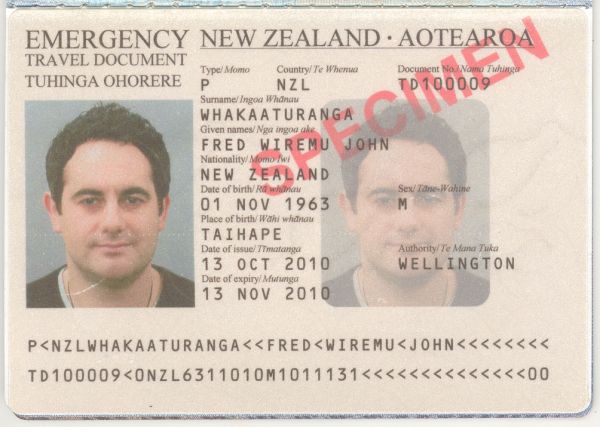 EMERGENCY
TRAVEL DOCUMENT
TUHINGA OHORERE
NEW ZEALAND · AOTEAROA
Type/Momo Country/Te Whenua Document No/Nama Tuhinga
P NZL TD100009
Surname/Ingoa Whānau
WHAKAATURANGA
Given names/Nga ingoa ake
FRED WIREMU JOHN
Nationality/Momo Iwi
NEW ZEALAND
Date of birth/Rā whānau Sex/Tāne-Wahine
01 NOV 1963 M
Place of birth/Wāhi whānau
TAIHAPE
Date of issue/Tīmatanga Authority/Te Mana Tuka
13 OCT 2010 WELLINGTON
Date of expiry/Mutunga
13 NOV 2010
SPECIMEN
P<NZLWHAKAATURANGA<<FRED<WIREMU<JOHN<<<<<<<<
TD100009<0NZL6311010M1011131<<<<<<<<<<<<<<00